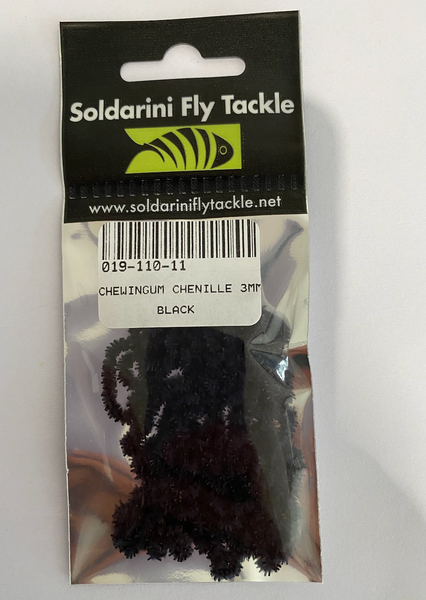 Soldarini Fly Tackle
www.soldariniflytackle.net
019-110-11
CHEWINGUM CHENILLE 3MM
BLACK